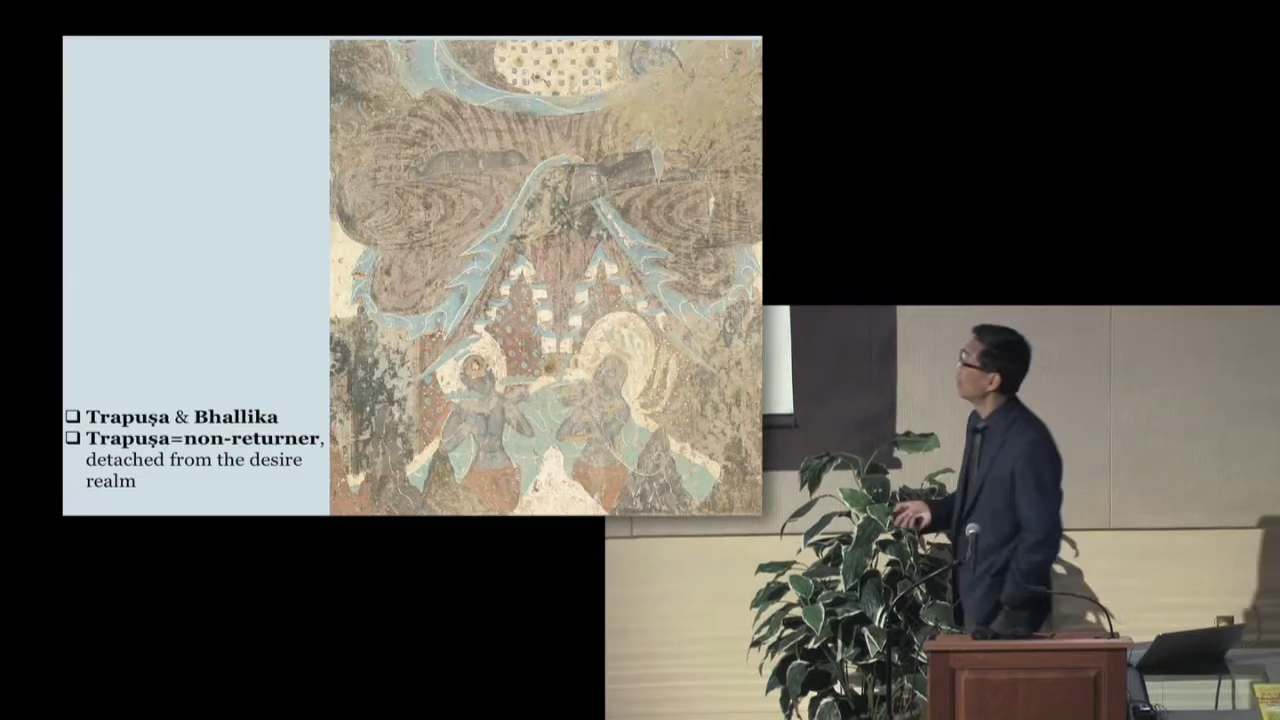 ❑ Trapuṣa & Bhallika
❑ Trapuṣa=non-returner,
detached from the desire
realm